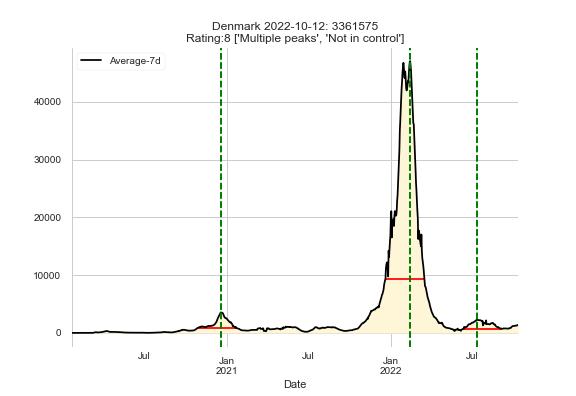 Denmark 2022-10-12: 3361575
Rating:8 ['Multiple peaks', 'Not in control']
Average-7d
40000
30000
20000
10000
0
Jul
Jan
2021
Jul
Jan
2022
Jul
Date